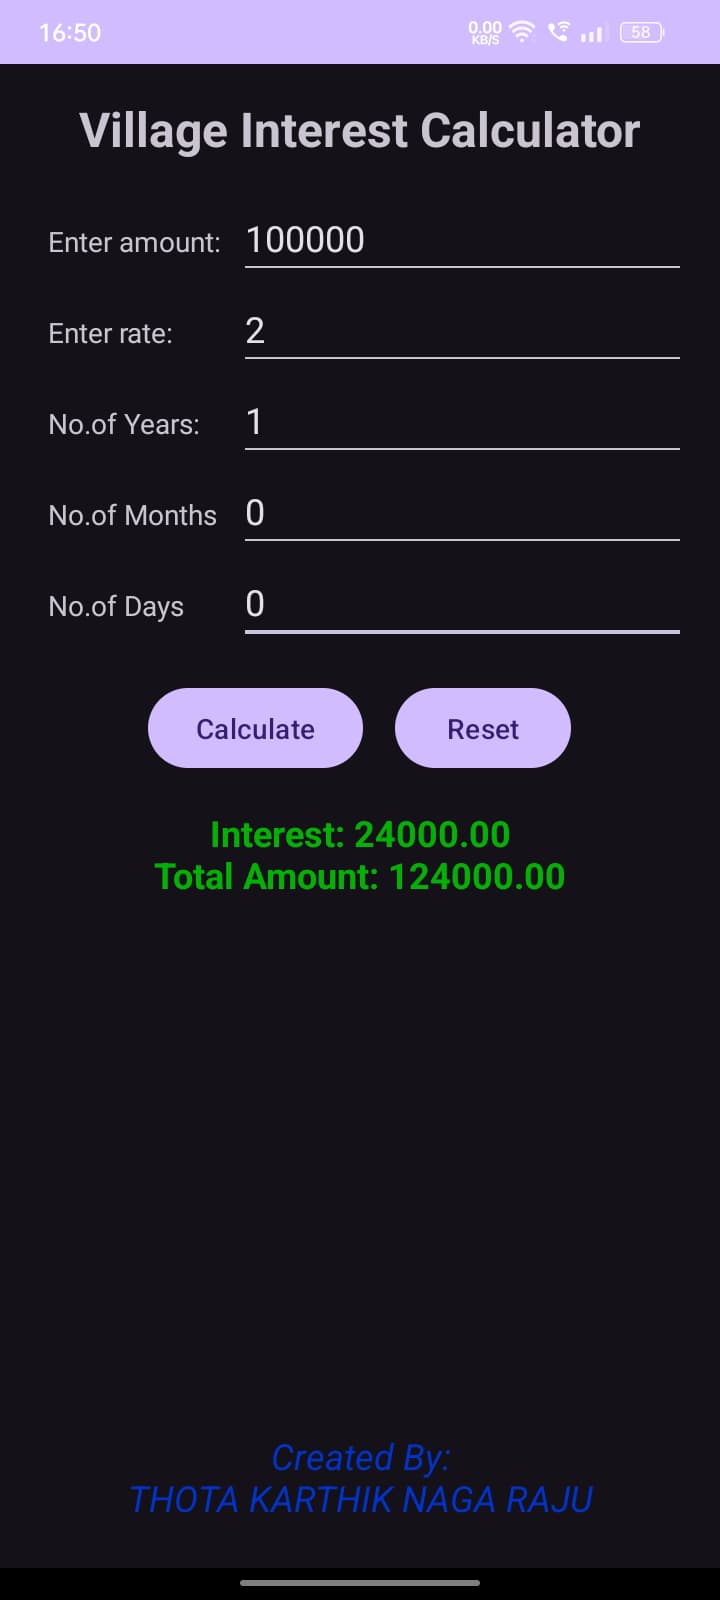 16:50
0.00
KB/S
58
Village Interest Calculator
Enter amount: 100000
Enter rate: 2
No.of Years: 1
No.of Months 0
No.of Days 0
Calculate Reset
Interest: 24000.00
Total Amount: 124000.00
Created By:
THOTA KARTHIK NAGA RAJU